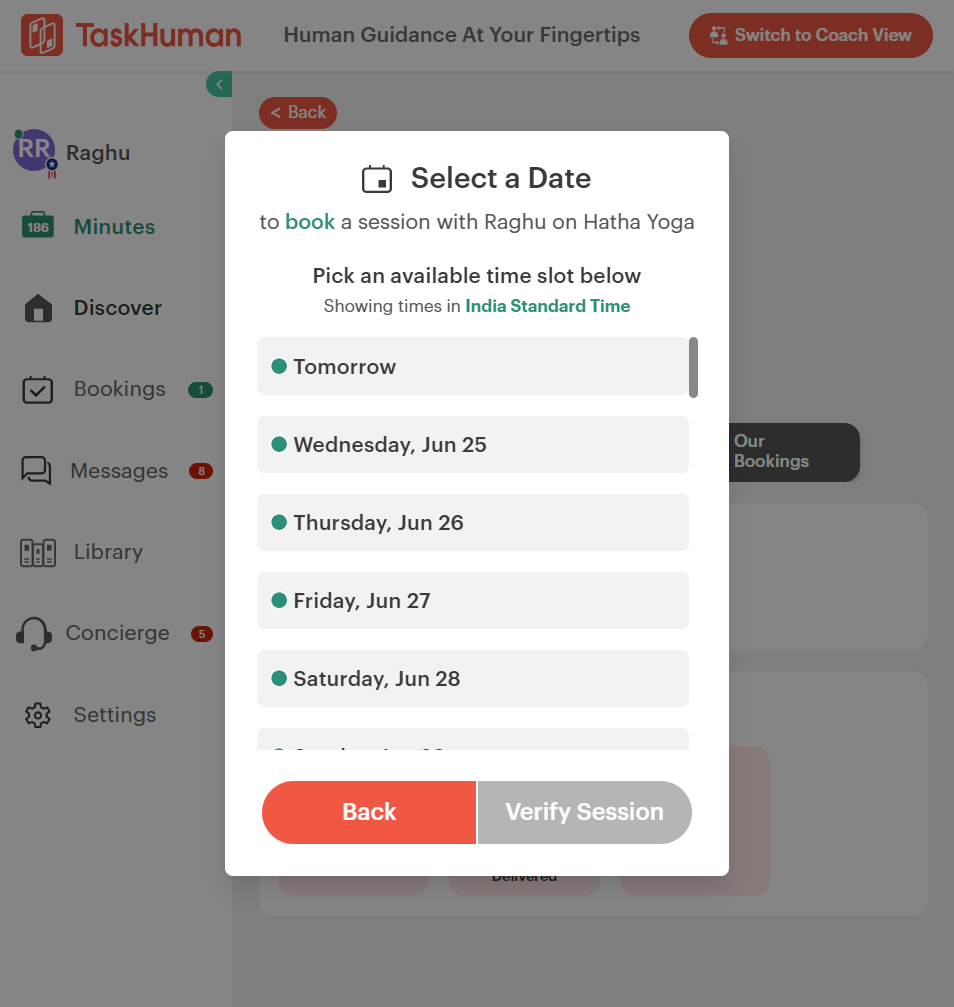 TaskHuman
Human Guidance At Your Fingertips
Switch to Coach View
< Back
RR
Raghu
186
Minutes
Discover
Bookings
1
Messages
8
Library
Concierge
5
Settings
Select a Date
to book a session with Raghu on Hatha Yoga
Pick an available time slot below
Showing times in India Standard Time
Tomorrow
Wednesday, Jun 25
Thursday, Jun 26
Friday, Jun 27
Saturday, Jun 28
Back
Verify Session
Our
Bookings
Delivered